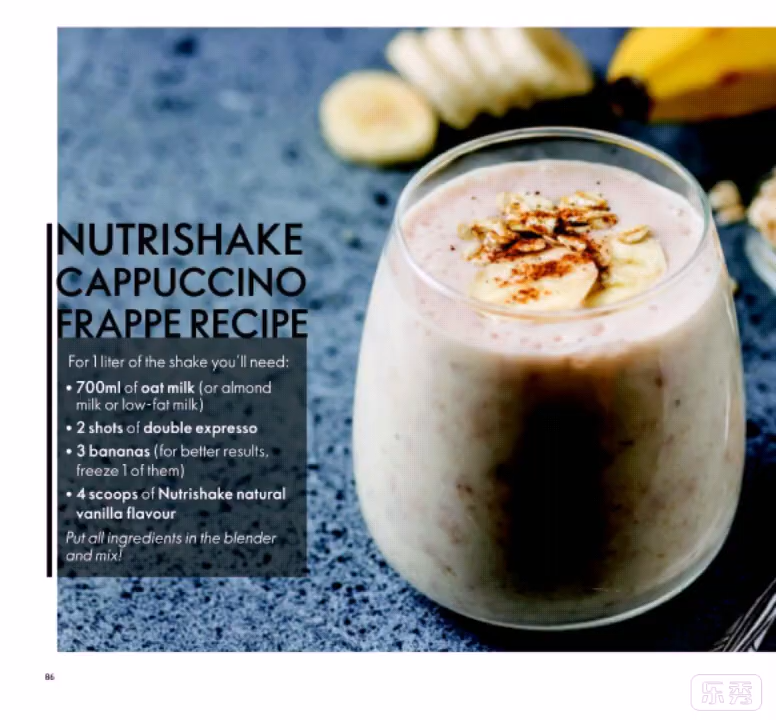 NUTRISHAKE
CAPPUCCINO
FRAPPE RECIPE
For 1 liter of the shake you'll need:
• 700ml of oat milk (or almond
milk or low-fat milk)
• 2 shots of double expresso
• 3 bananas (for better results,
freeze 1 of them)
• 4 scoops of Nutrishake natural
vanilla flavour
Put all ingredients in the blender
and mix!
86
乐秀